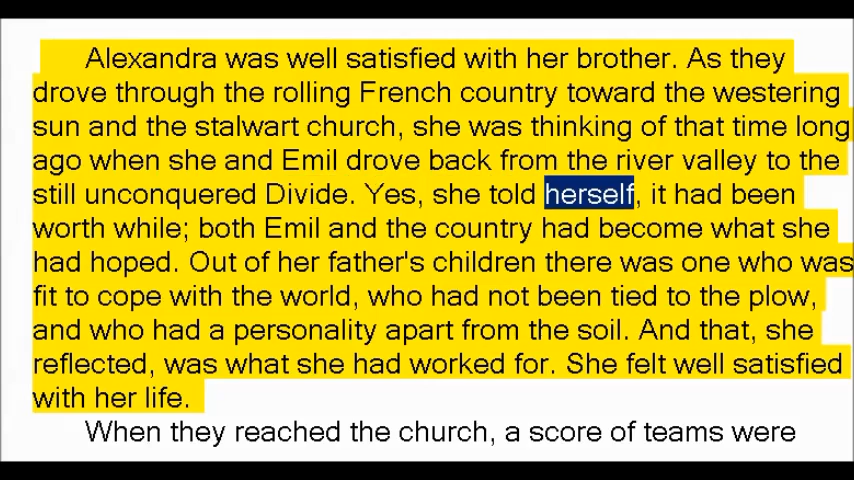 Alexandra was well satisfied with her brother. As they
drove through the rolling French country toward the westering
sun and the stalwart church, she was thinking of that time long
ago when she and Emil drove back from the river valley to the
still unconquered Divide. Yes, she told herself, it had been
worth while; both Emil and the country had become what she
had hoped. Out of her father's children there was one who was
fit to cope with the world, who had not been tied to the plow,
and who had a personality apart from the soil. And that, she
reflected, was what she had worked for. She felt well satisfied
with her life.
When they reached the church, a score of teams were